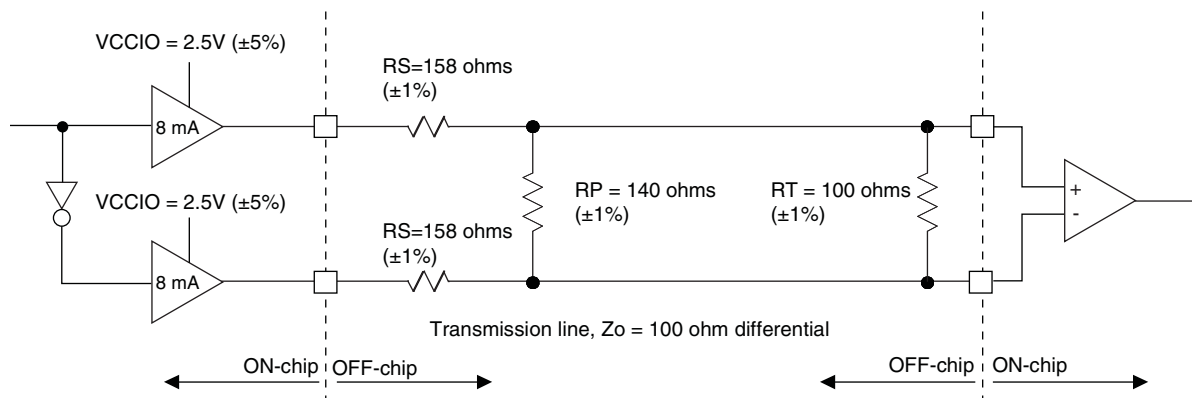 VCCIO = 2.5V (±5%)
8 mA
RS=158 ohms
(±1%)
VCCIO = 2.5V (±5%)
8 mA
RS=158 ohms
(±1%)
RP = 140 ohms
(±1%)
RT = 100 ohms
(±1%)
+
-
Transmission line, Zo = 100 ohm differential
ON-chip
OFF-chip
OFF-chip
ON-chip